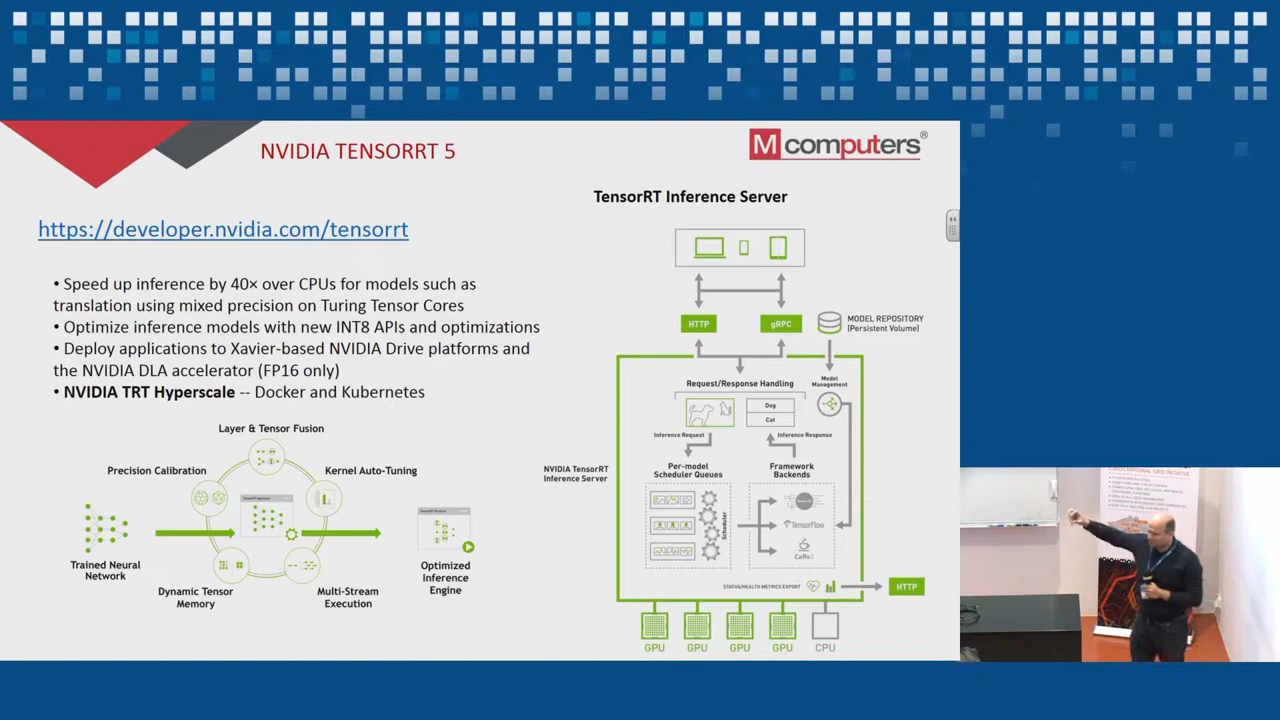 NVIDIA TENSORRT 5
M computers®
https://developer.nvidia.com/tensorrt
• Speed up inference by 40× over CPUs for models such as
translation using mixed precision on Turing Tensor Cores
• Optimize inference models with new INT8 APIs and optimizations
• Deploy applications to Xavier-based NVIDIA Drive platforms and
the NVIDIA DLA accelerator (FP16 only)
• NVIDIA TRT Hyperscale -- Docker and Kubernetes
Layer & Tensor Fusion
Precision Calibration
Kernel Auto-Tuning
Trained Neural
Network
Dynamic Tensor
Memory
Multi-Stream
Execution
Optimized
Inference
Engine
TensorRT Inference Server
HTTP
gRPC
MODEL REPOSITORY
(Persistent Volume)
Request/Response Handling
Model
Management
Dog
Cat
Inference Request
Inference Response
Per-model
Scheduler Queues
Framework
Backends
NVIDIA TensorRT
Inference Server
Scheduler
TensorFlow
Caffe2
STATUS/HEALTH METRICS EXPORT
HTTP
GPU
GPU
GPU
GPU
CPU